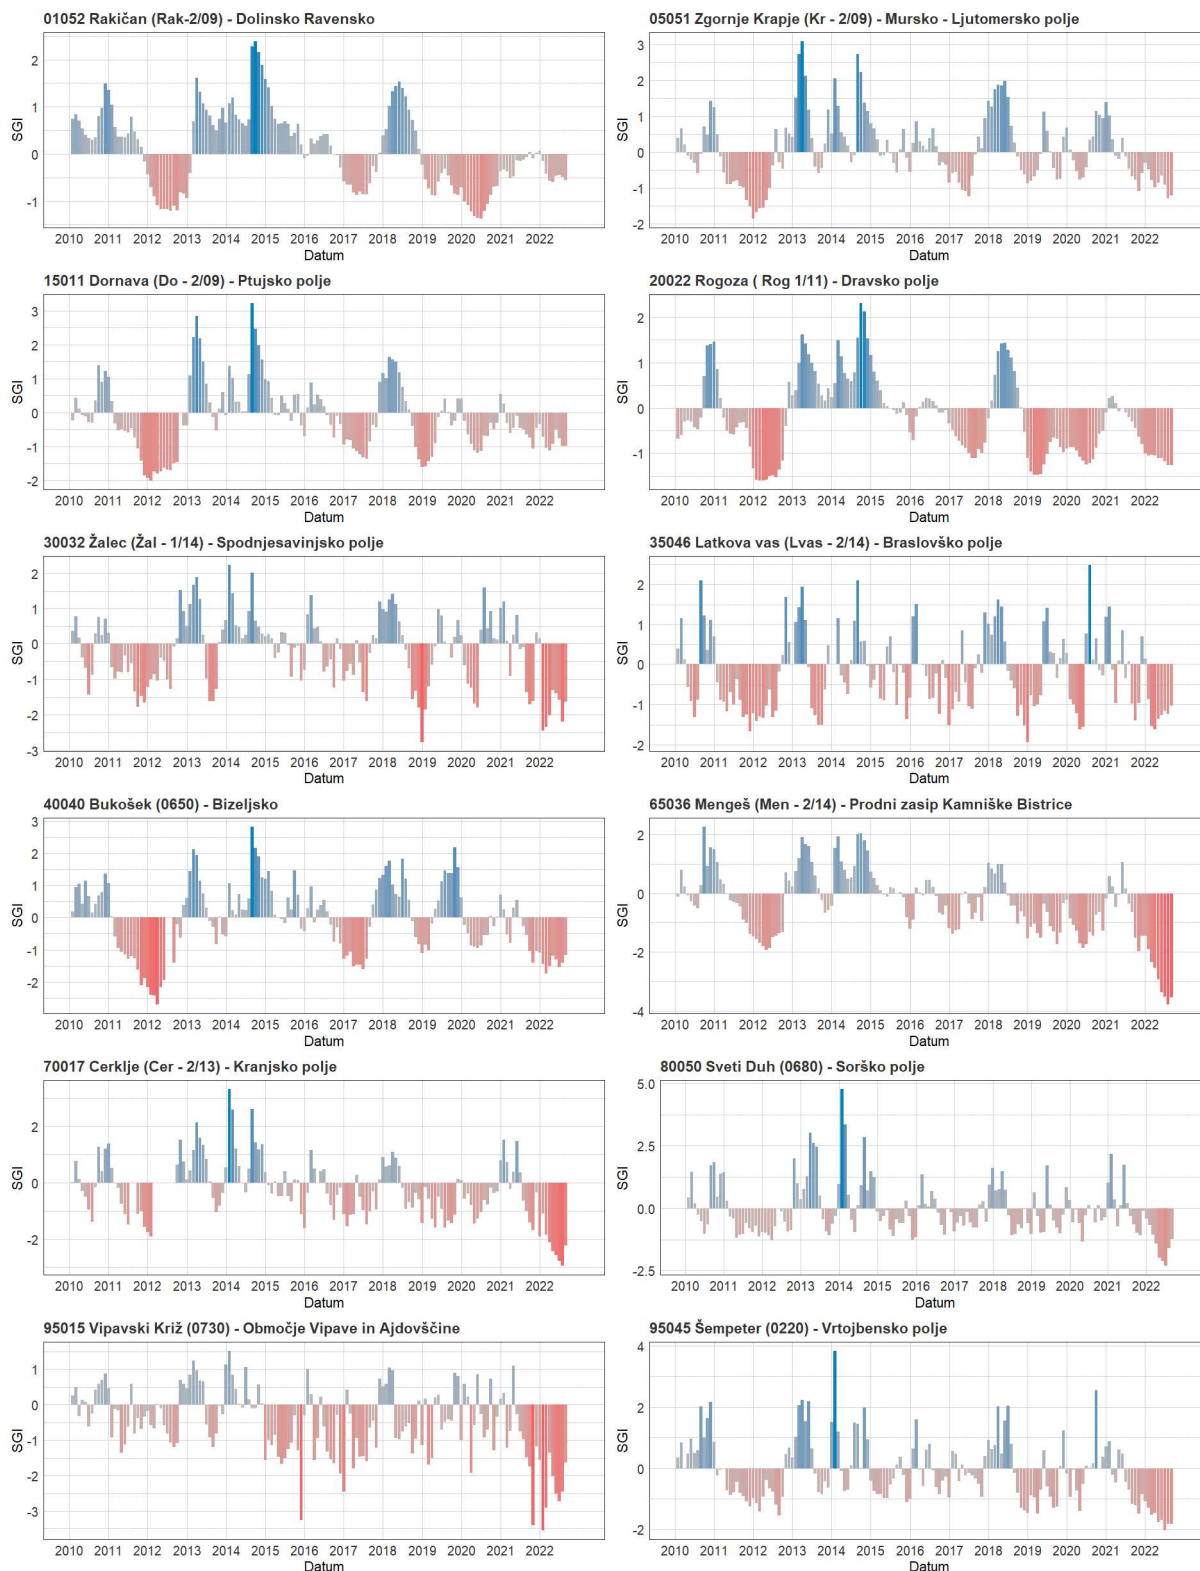 01052 Rakičan (Rak-2/09) - Dolinsko Ravensko
2
1
0
-1
SGI
2010 2011 2012 2013 2014 2015 2016 2017 2018 2019 2020 2021 2022
Datum
05051 Zgornje Krapje (Kr - 2/09) - Mursko - Ljutomersko polje
3
2
1
0
-1
-2
SGI
2010 2011 2012 2013 2014 2015 2016 2017 2018 2019 2020 2021 2022
Datum
15011 Dornava (Do - 2/09) - Ptujsko polje
3
2
1
0
-1
-2
SGI
2010 2011 2012 2013 2014 2015 2016 2017 2018 2019 2020 2021 2022
Datum
20022 Rogoza ( Rog 1/11) - Dravsko polje
2
1
0
-1
SGI
2010 2011 2012 2013 2014 2015 2016 2017 2018 2019 2020 2021 2022
Datum
30032 Žalec (Žal - 1/14) - Spodnjesavinjsko polje
2
1
0
-1
-2
-3
SGI
2010 2011 2012 2013 2014 2015 2016 2017 2018 2019 2020 2021 2022
Datum
35046 Latkova vas (Lvas - 2/14) - Braslovško polje
2
1
0
-1
-2
SGI
2010 2011 2012 2013 2014 2015 2016 2017 2018 2019 2020 2021 2022
Datum
40040 Bukošek (0650) - Bizeljsko
3
2
1
0
-1
-2
SGI
2010 2011 2012 2013 2014 2015 2016 2017 2018 2019 2020 2021 2022
Datum
65036 Mengeš (Men - 2/14) - Prodni zasip Kamniške Bistrice
2
0
-2
-4
SGI
2010 2011 2012 2013 2014 2015 2016 2017 2018 2019 2020 2021 2022
Datum
70017 Cerklje (Cer - 2/13) - Kranjsko polje
2
0
-2
SGI
2010 2011 2012 2013 2014 2015 2016 2017 2018 2019 2020 2021 2022
Datum
80050 Sveti Duh (0680) - Sorško polje
5.0
2.5
0.0
-2.5
SGI
2010 2011 2012 2013 2014 2015 2016 2017 2018 2019 2020 2021 2022
Datum
95015 Vipavski Križ (0730) - Območje Vipave in Ajdovščine
1
0
-1
-2
-3
SGI
2010 2011 2012 2013 2014 2015 2016 2017 2018 2019 2020 2021 2022
Datum
95045 Šempeter (0220) - Vrtojbensko polje
4
2
0
-2
SGI
2010 2011 2012 2013 2014 2015 2016 2017 2018 2019 2020 2021 2022
Datum